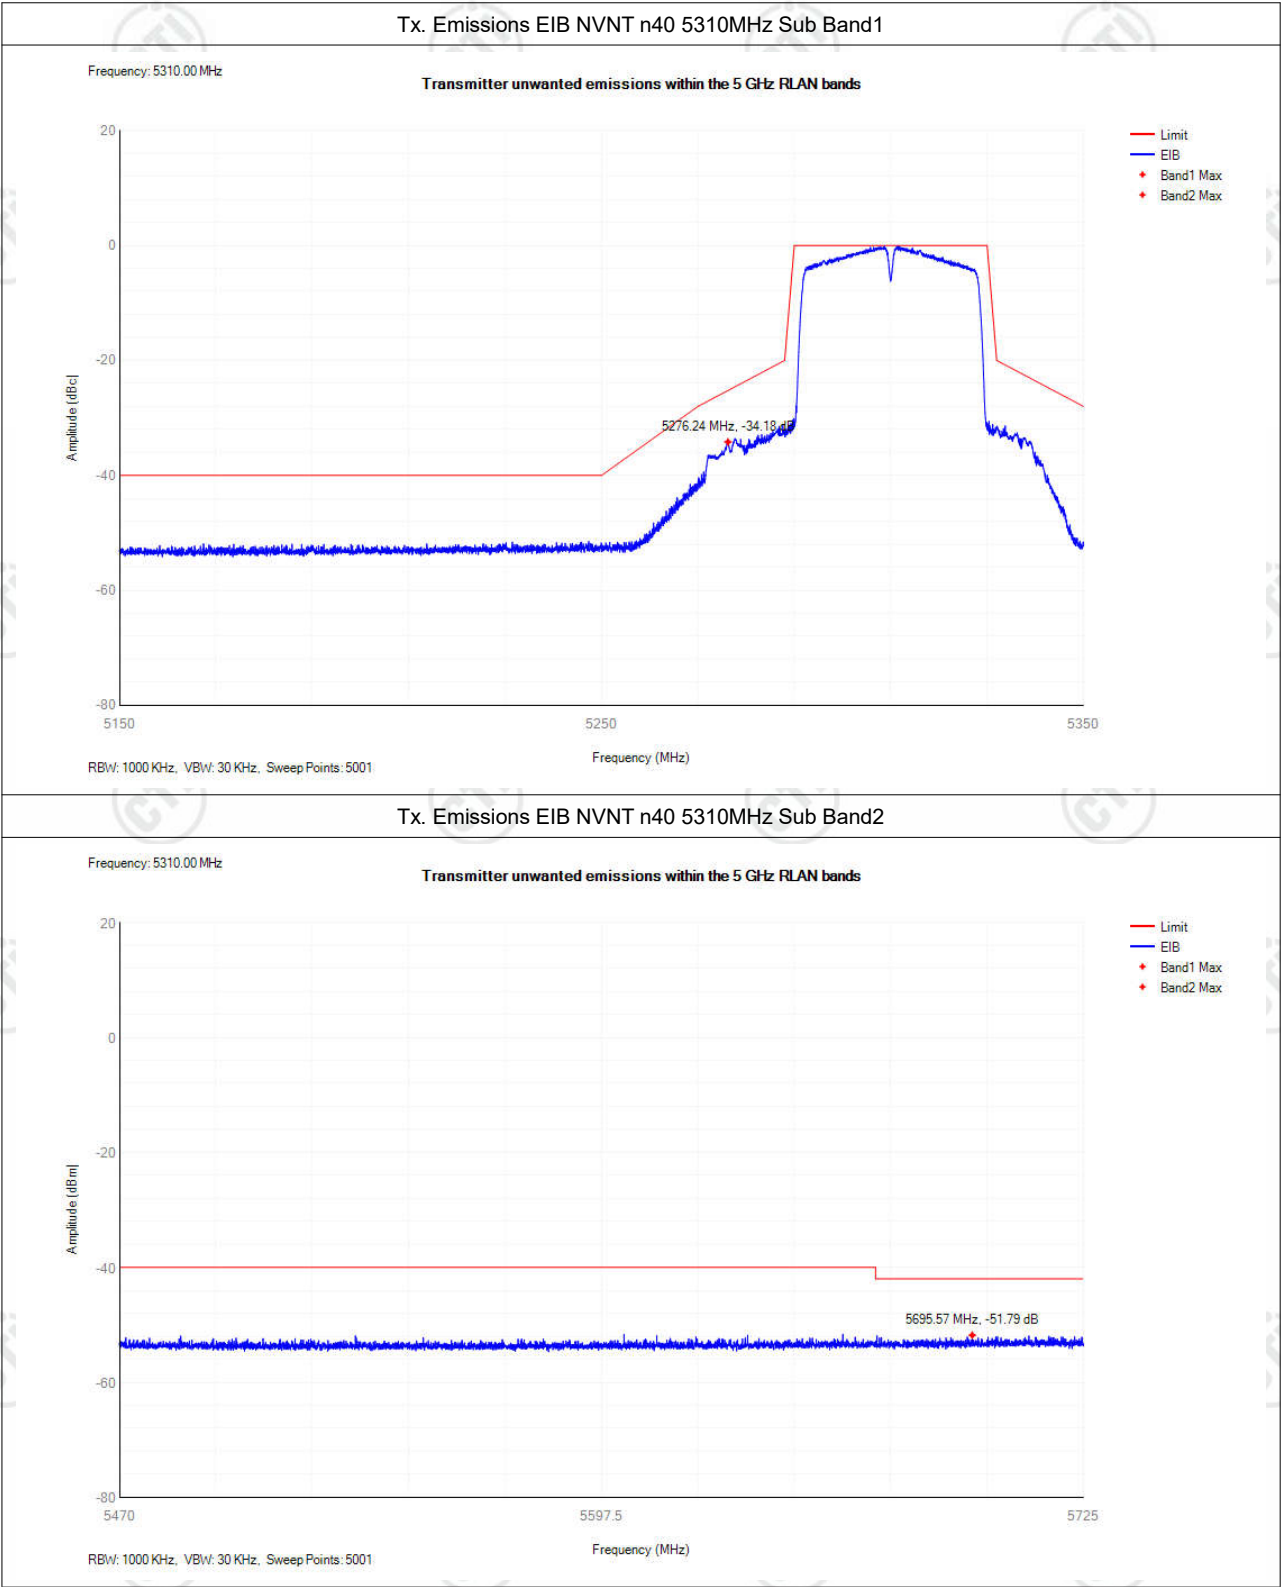 Tx. Emissions EIB NVNT n40 5310MHz Sub Band1
Frequency: 5310.00 MHz
Transmitter unwanted emissions within the 5 GHz RLAN bands
Limit
EIB
Band1 Max
Band2 Max
20
0
-20
-40
-60
-80
Amplitude [dBc]
5276.24 MHz, -34.18 dB
5150
5250
5350
Frequency (MHz)
RBW: 1000 KHz, VBW: 30 KHz, Sweep Points: 5001
Tx. Emissions EIB NVNT n40 5310MHz Sub Band2
Frequency: 5310.00 MHz
Transmitter unwanted emissions within the 5 GHz RLAN bands
Limit
EIB
Band1 Max
Band2 Max
20
0
-20
-40
-60
-80
Amplitude [dBm]
5695.57 MHz, -51.79 dB
5470
5597.5
5725
Frequency (MHz)
RBW: 1000 KHz, VBW: 30 KHz, Sweep Points: 5001